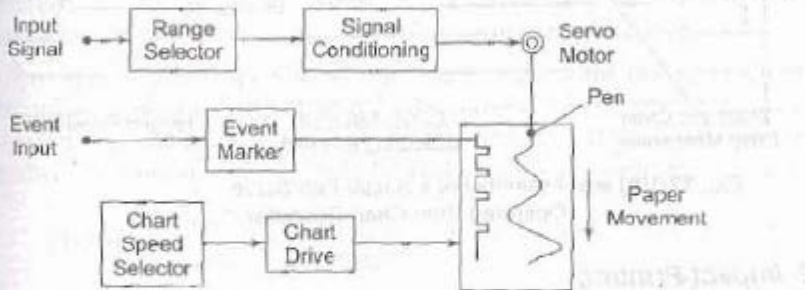 Input
Signal
Range
Selector
Signal
Conditioning
Servo
Motor
Pen
Event
Input
Event
Marker
Chart
Speed
Selector
Chart
Drive
Paper
Movement